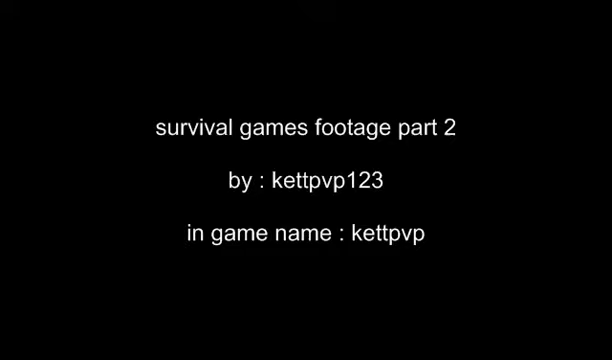 survival games footage part 2
by : kettpvp123
in game name : kettpvp